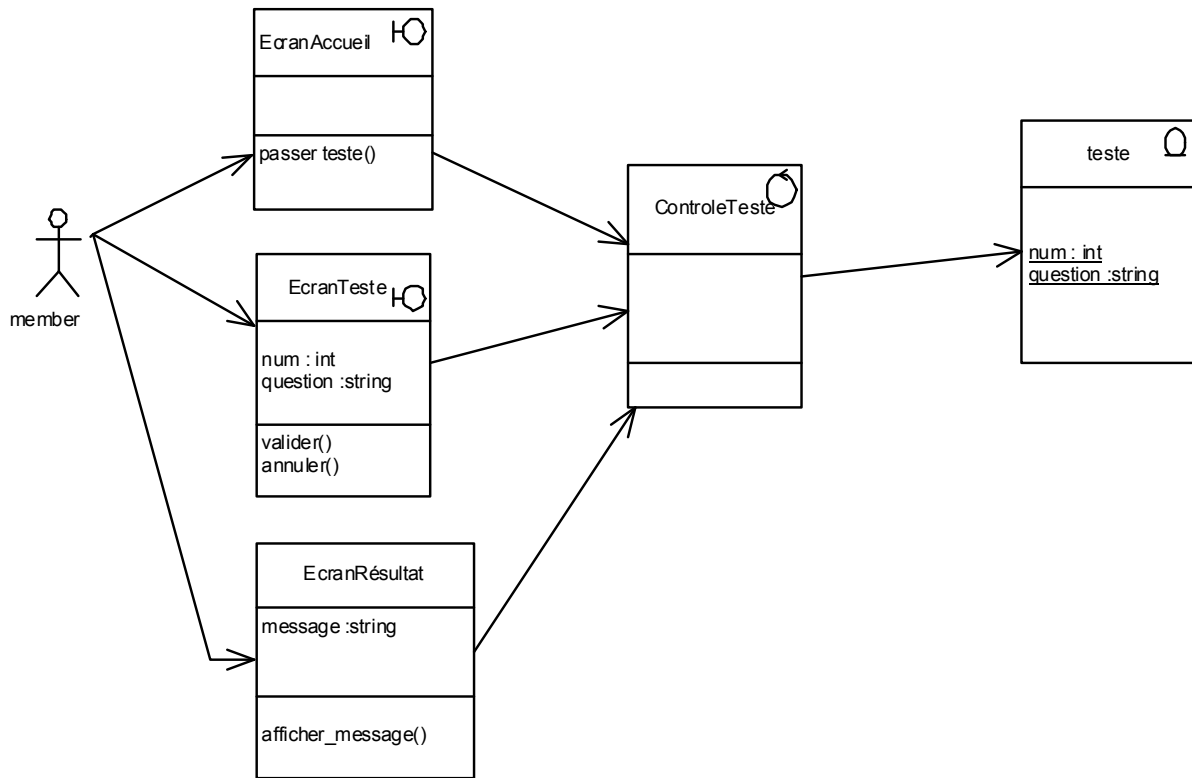 EcranAccueil
passer teste()
member
EcranTeste
num : int
question :string
valider()
annuler()
EcranRésultat
message :string
afficher_message()
ControleTeste
teste
num : int
question :string